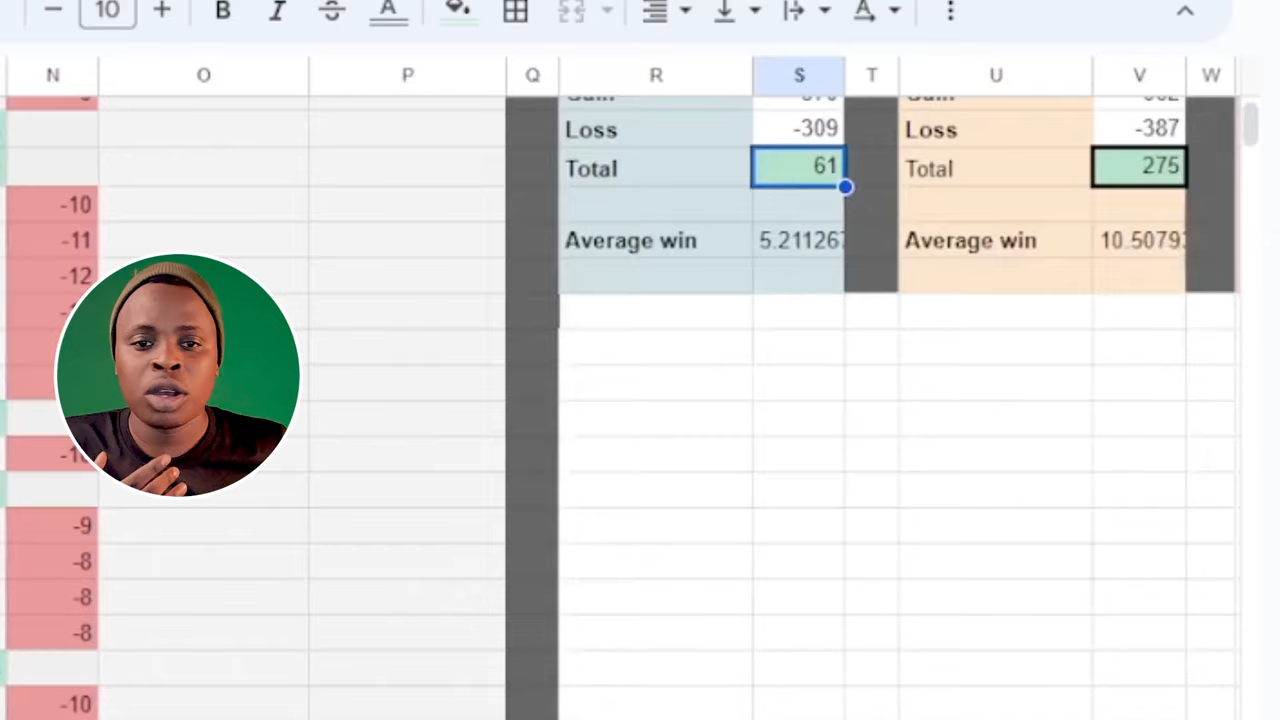 10 B I S A
N O P Q R S T U V W
Loss -309 Loss -387
Total 61 Total 275
-10
-11 Average win 5.211267 Average win 10.5079
-12
-9
-8
-8
-8
-10